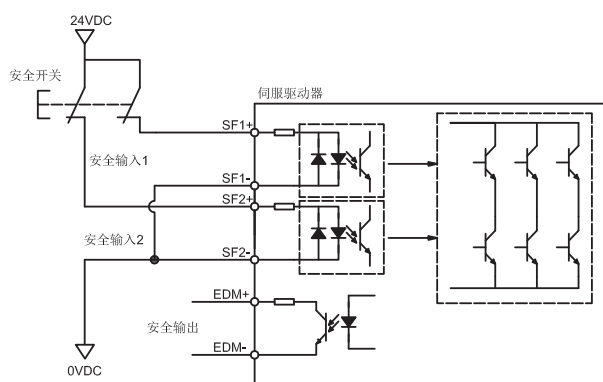 24VDC
安全开关
伺服驱动器
SF1+
安全输入1
SF1-
SF2+
安全输入2
SF2-
EDM+
安全输出
EDM-
0VDC